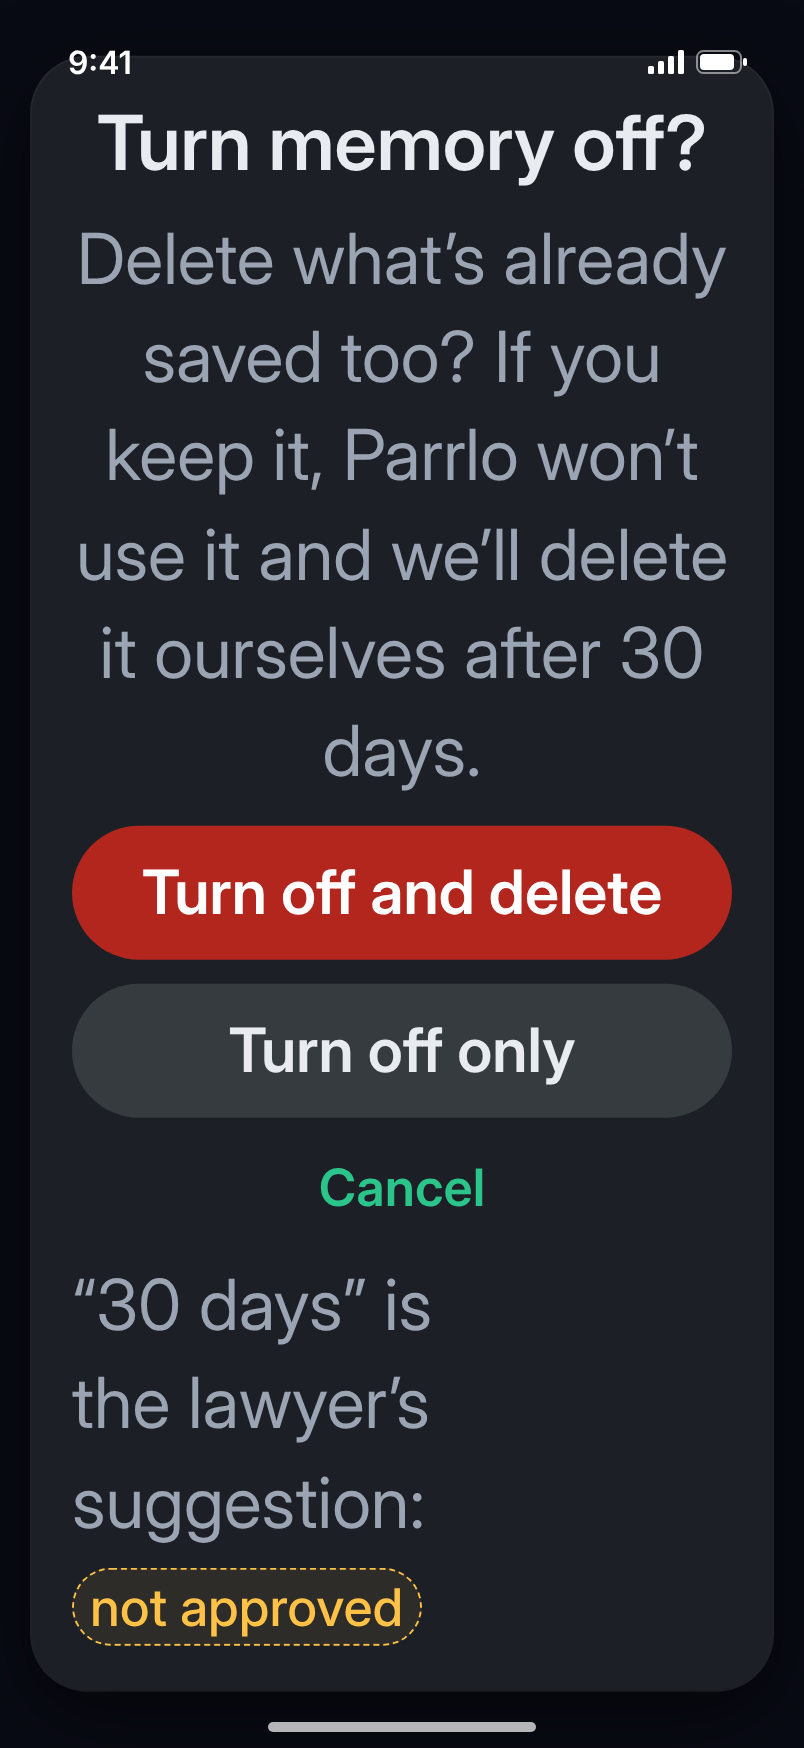 9:41
Turn memory off?
Delete what’s already
saved too? If you
keep it, Parrlo won’t
use it and we’ll delete
it ourselves after 30
days.
Turn off and delete
Turn off only
Cancel
“30 days” is
the lawyer’s
suggestion:
not approved